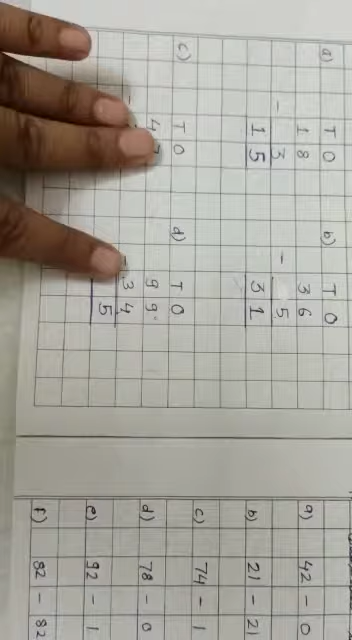 a) b)
T O T O
1 8 3 6
- 3 - 5
1 5 3 1
c) d)
T O T O
4 9 9
- - 3 4
5
a) 42 - 0
b) 21 - 21
c) 74 - 1
d) 78 - 0
e) 92 - 1
f) 82 - 82